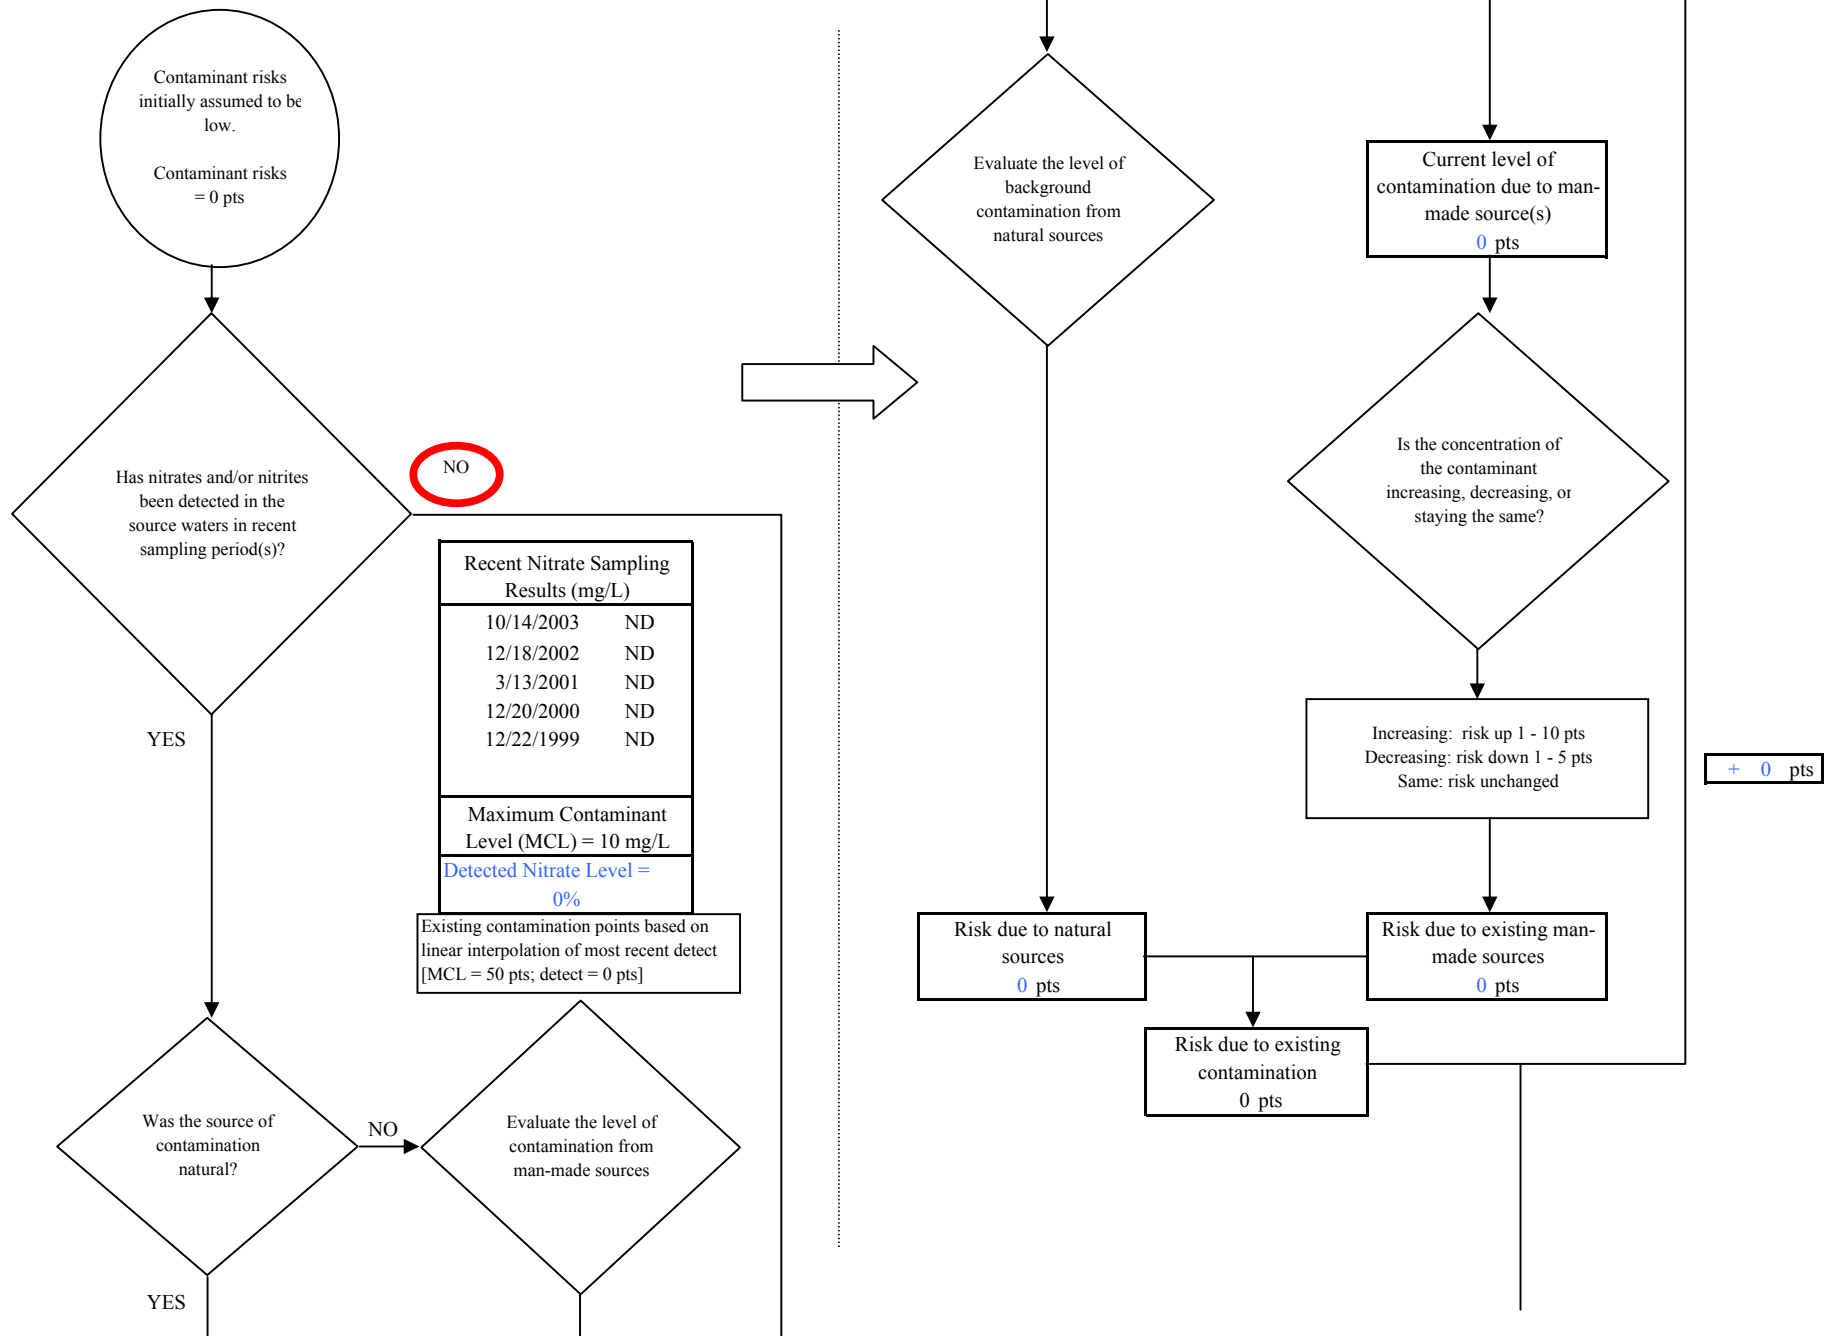 Contaminant risks
initially assumed to be
low.
Contaminant risks
= 0 pts
Has nitrates and/or nitrites
been detected in the
source waters in recent
sampling period(s)?
NO
YES
Recent Nitrate Sampling
Results (mg/L)
10/14/2003 ND
12/18/2002 ND
3/13/2001 ND
12/20/2000 ND
12/22/1999 ND
Maximum Contaminant
Level (MCL) = 10 mg/L
Detected Nitrate Level =
0%
Existing contamination points based on
linear interpolation of most recent detect
[MCL = 50 pts; detect = 0 pts]
Was the source of
contamination
natural?
NO
YES
Evaluate the level of
contamination from
man-made sources
Evaluate the level of
background
contamination from
natural sources
Current level of
contamination due to man-
made source(s)
0 pts
Is the concentration of
the contaminant
increasing, decreasing, or
staying the same?
Increasing: risk up 1 - 10 pts
Decreasing: risk down 1 - 5 pts
Same: risk unchanged
+ 0 pts
Risk due to natural
sources
0 pts
Risk due to existing man-
made sources
0 pts
Risk due to existing
contamination
0 pts